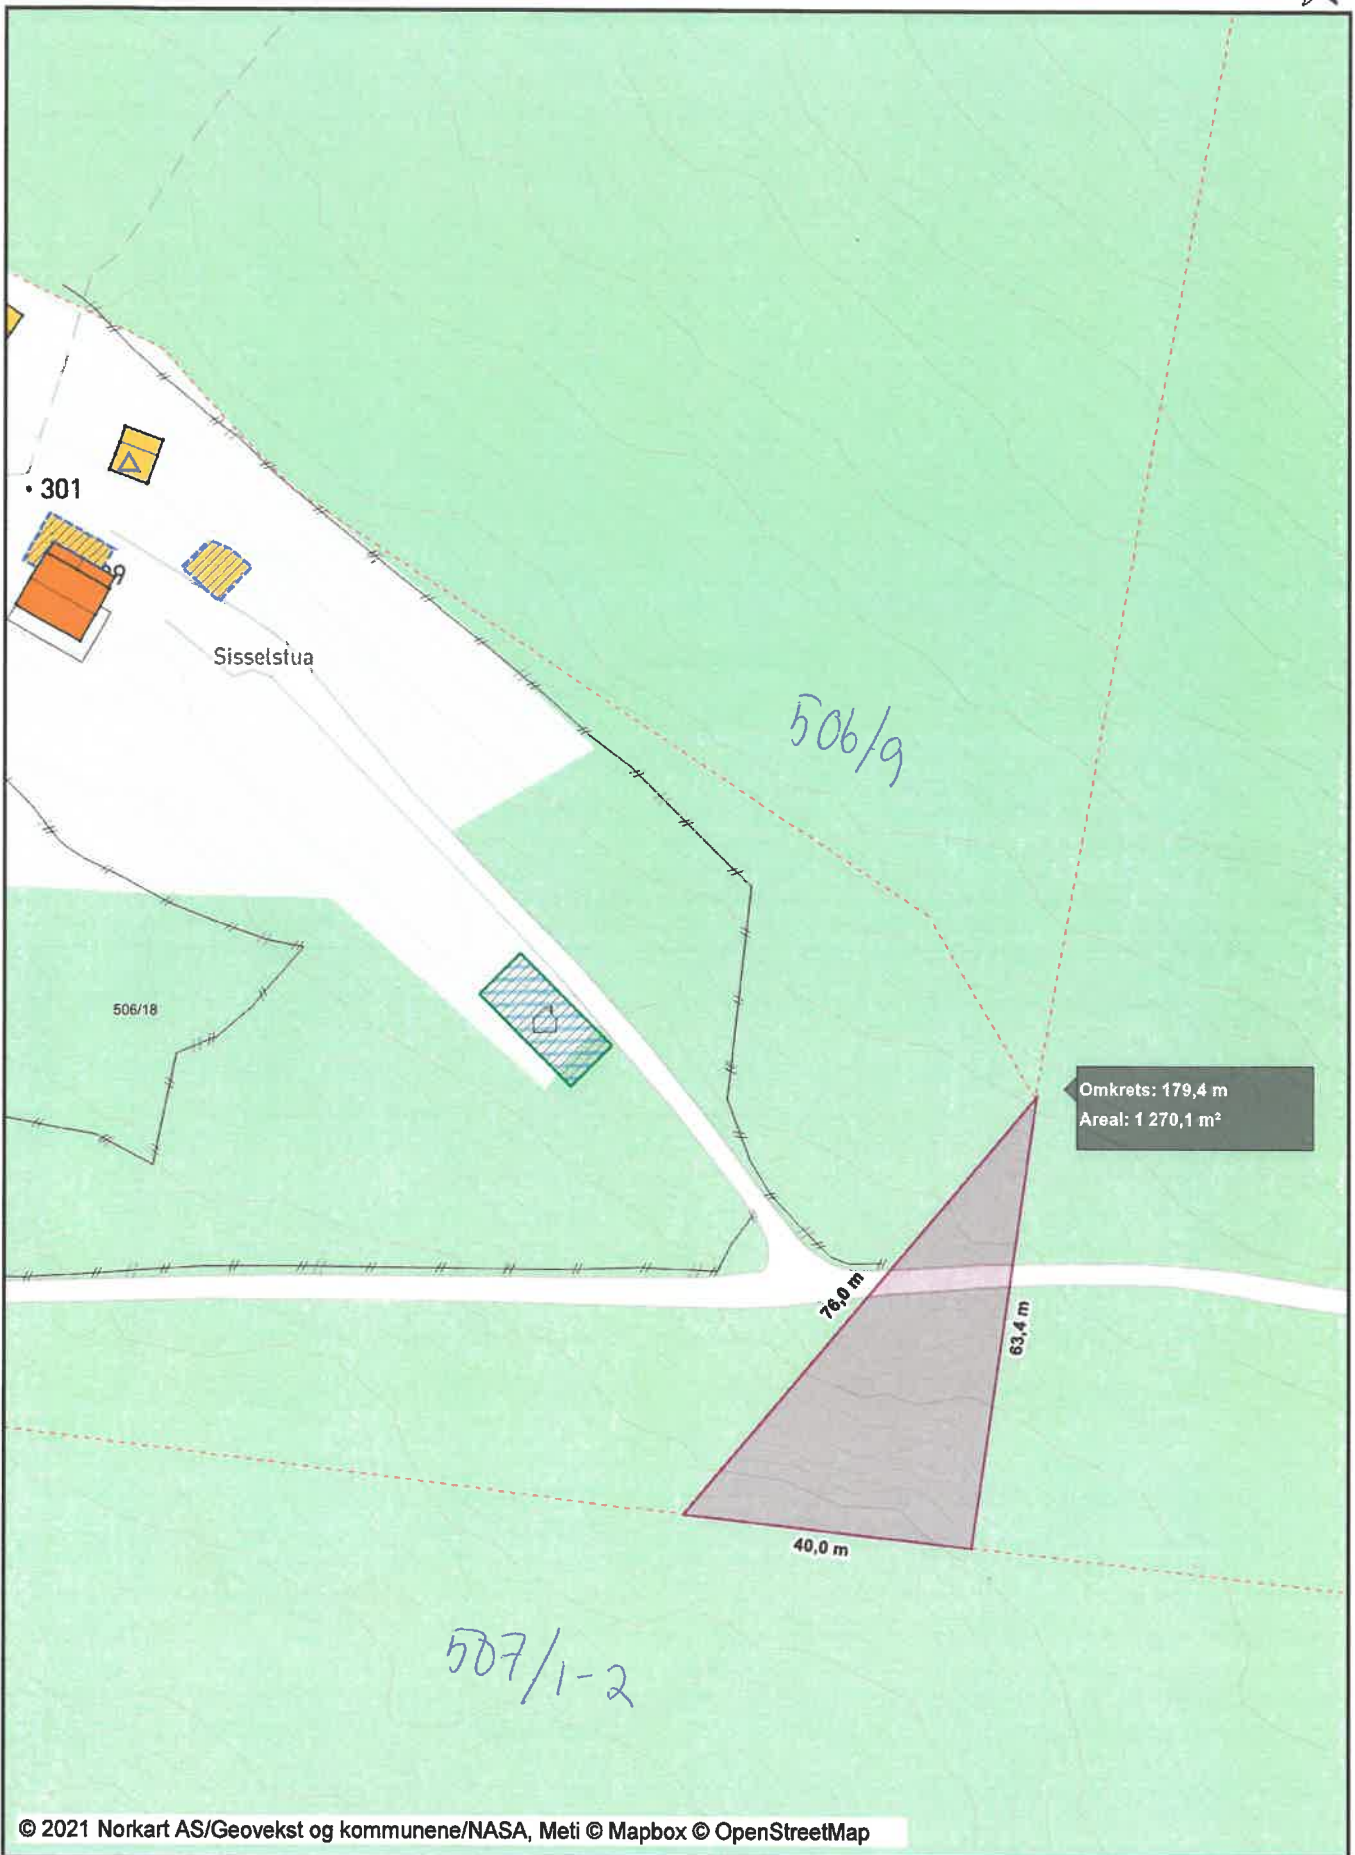 • 301
Sisselstua
506/9
506/18
Omkrets: 179,4 m
Areal: 1 270,1 m²
76,0 m
63,4 m
40,0 m
507/1-2
© 2021 Norkart AS/Geovekst og kommunene/NASA, Meti © Mapbox © OpenStreetMap